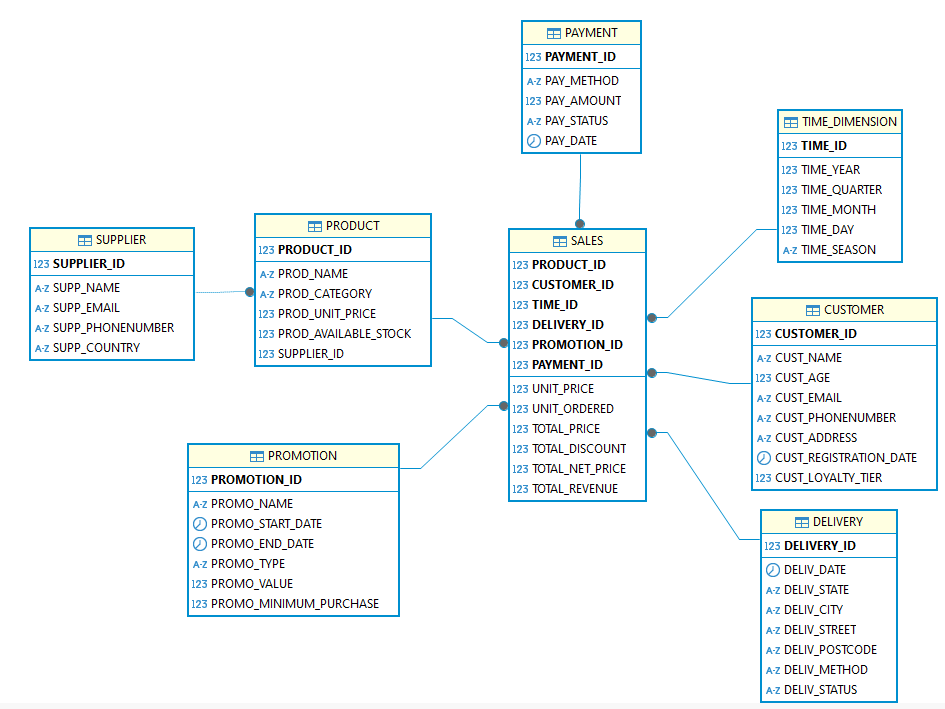 PAYMENT
123 PAYMENT_ID
A-Z PAY_METHOD
123 PAY_AMOUNT
A-Z PAY_STATUS
PAY_DATE
TIME_DIMENSION
123 TIME_ID
123 TIME_YEAR
123 TIME_QUARTER
123 TIME_MONTH
123 TIME_DAY
A-Z TIME_SEASON
SUPPLIER
123 SUPPLIER_ID
A-Z SUPP_NAME
A-Z SUPP_EMAIL
A-Z SUPP_PHONENUMBER
A-Z SUPP_COUNTRY
PRODUCT
123 PRODUCT_ID
A-Z PROD_NAME
A-Z PROD_CATEGORY
123 PROD_UNIT_PRICE
123 PROD_AVAILABLE_STOCK
123 SUPPLIER_ID
SALES
123 PRODUCT_ID
123 CUSTOMER_ID
123 TIME_ID
123 DELIVERY_ID
123 PROMOTION_ID
123 PAYMENT_ID
123 UNIT_PRICE
123 UNIT_ORDERED
123 TOTAL_PRICE
123 TOTAL_DISCOUNT
123 TOTAL_NET_PRICE
123 TOTAL_REVENUE
CUSTOMER
123 CUSTOMER_ID
A-Z CUST_NAME
123 CUST_AGE
A-Z CUST_EMAIL
A-Z CUST_PHONENUMBER
A-Z CUST_ADDRESS
CUST_REGISTRATION_DATE
123 CUST_LOYALTY_TIER
PROMOTION
123 PROMOTION_ID
A-Z PROMO_NAME
PROMO_START_DATE
PROMO_END_DATE
A-Z PROMO_TYPE
123 PROMO_VALUE
123 PROMO_MINIMUM_PURCHASE
DELIVERY
123 DELIVERY_ID
DELIV_DATE
A-Z DELIV_STATE
A-Z DELIV_CITY
A-Z DELIV_STREET
A-Z DELIV_POSTCODE
A-Z DELIV_METHOD
A-Z DELIV_STATUS